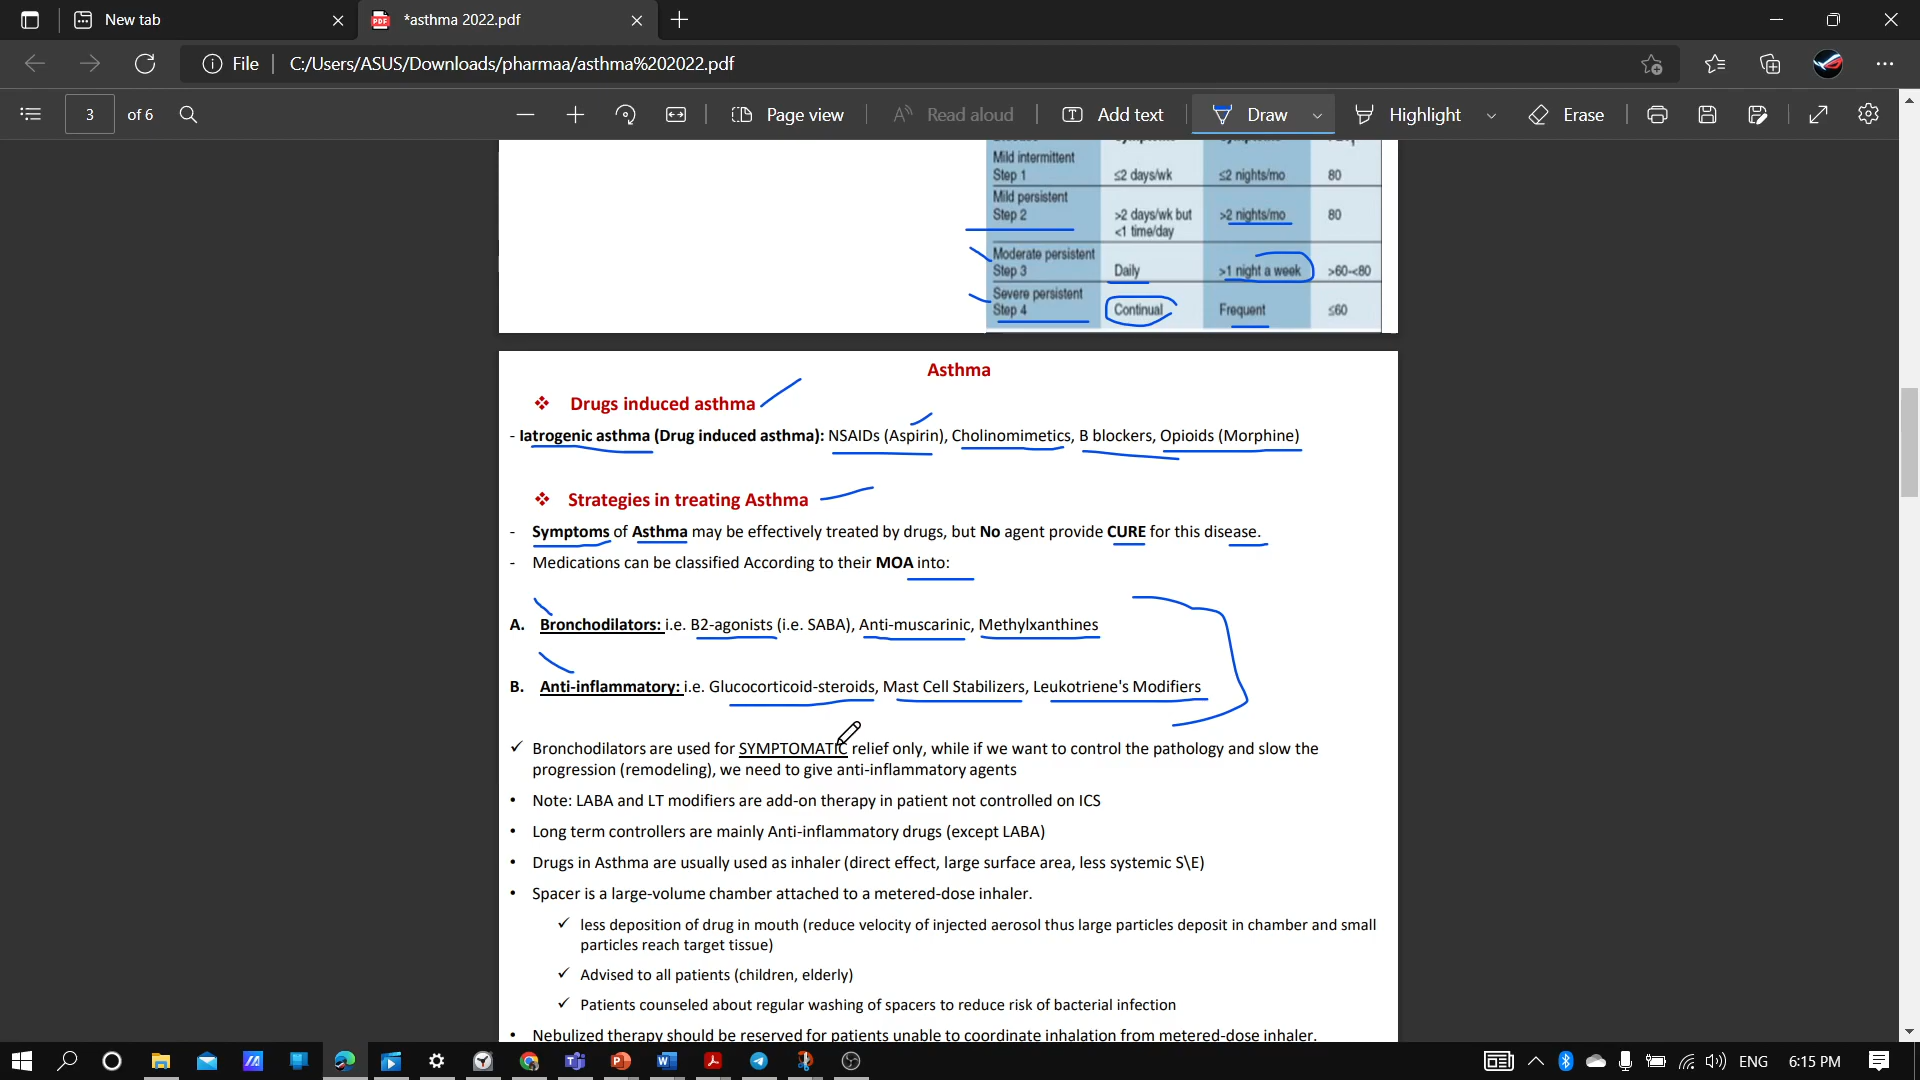 New tab
*asthma 2022.pdf
File
C:/Users/ASUS/Downloads/pharmaa/asthma%202022.pdf
3 of 6
Page view
Read aloud
Add text
Draw
Highlight
Erase
Mild intermittent
Step 1 ≤2 days/wk ≤2 nights/mo 80
Mild persistent
Step 2 >2 days/wk but >2 nights/mo 80
<1 time/day
Moderate persistent
Step 3 Daily >1 night a week >60-<80
Severe persistent
Step 4 Continual Frequent ≤60
Asthma
❖ Drugs induced asthma
- Iatrogenic asthma (Drug induced asthma): NSAIDs (Aspirin), Cholinomimetics, B blockers, Opioids (Morphine)
❖ Strategies in treating Asthma
- Symptoms of Asthma may be effectively treated by drugs, but No agent provide CURE for this disease.
- Medications can be classified According to their MOA into:
A. Bronchodilators: i.e. B2-agonists (i.e. SABA), Anti-muscarinic, Methylxanthines
B. Anti-inflammatory: i.e. Glucocorticoid-steroids, Mast Cell Stabilizers, Leukotriene's Modifiers
✓ Bronchodilators are used for SYMPTOMATIC relief only, while if we want to control the pathology and slow the
progression (remodeling), we need to give anti-inflammatory agents
• Note: LABA and LT modifiers are add-on therapy in patient not controlled on ICS
• Long term controllers are mainly Anti-inflammatory drugs (except LABA)
• Drugs in Asthma are usually used as inhaler (direct effect, large surface area, less systemic S\E)
• Spacer is a large-volume chamber attached to a metered-dose inhaler.
✓ less deposition of drug in mouth (reduce velocity of injected aerosol thus large particles deposit in chamber and small
particles reach target tissue)
✓ Advised to all patients (children, elderly)
✓ Patients counseled about regular washing of spacers to reduce risk of bacterial infection
• Nebulized therapy should be reserved for patients unable to coordinate inhalation from metered-dose inhaler.
ENG
6:15 PM